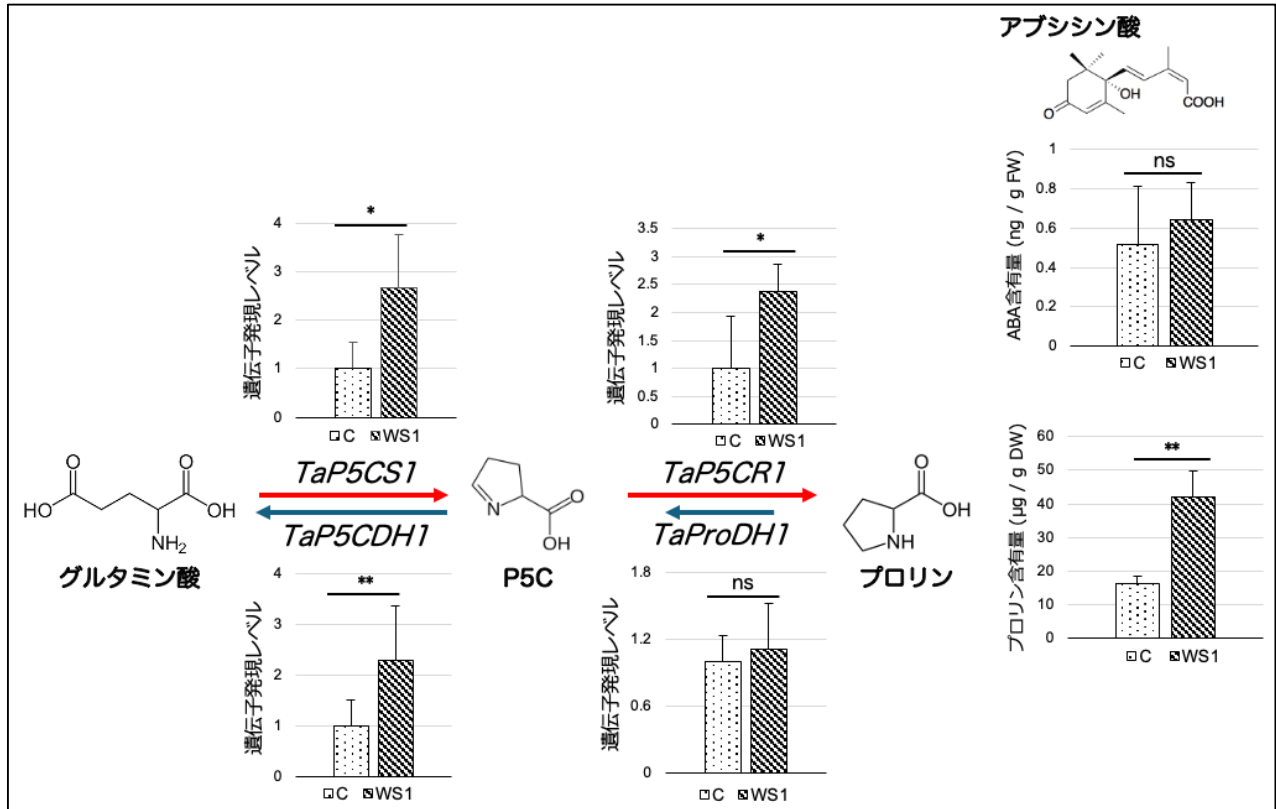 アブシシン酸
OH
O
COOH
ns
ABA含有量 (ng / g FW)
1
0.8
0.6
0.4
0.2
0
C WS1
*
遺伝子発現レベル
4
3
2
1
0
C WS1
*
遺伝子発現レベル
3.5
3
2.5
2
1.5
1
0.5
0
C WS1
**
プロリン含有量 (μg / g DW)
60
50
40
30
20
10
0
C WS1
TaP5CS1
TaP5CR1
O O
HO OH
NH2
N O
OH
O
OH
NH
TaP5CDH1
TaProDH1
グルタミン酸
P5C
プロリン
**
遺伝子発現レベル
4
3
2
1
0
C WS1
ns
遺伝子発現レベル
1.8
1.2
0.6
0
C WS1